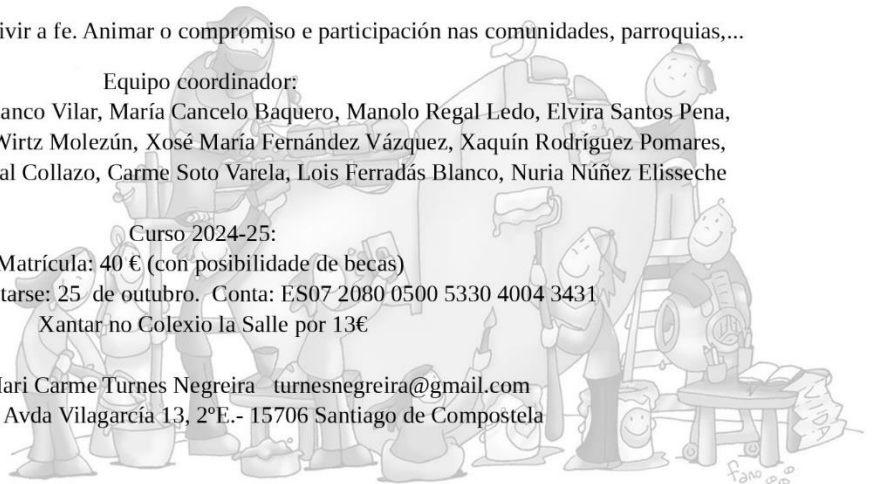 ivir a fe. Animar o compromiso e participación nas comunidades, parroquias,...
Equipo coordinador:
anco Vilar, María Cancelo Baquero, Manolo Regal Ledo, Elvira Santos Pena,
Wirtz Molezún, Xosé María Fernández Vázquez, Xaquín Rodríguez Pomares,
al Collazo, Carme Soto Varela, Lois Ferradás Blanco, Nuria Núñez Elisseche
Curso 2024-25:
Matrícula: 40 € (con posibilidade de becas)
tarse: 25 de outubro. Conta: ES07 2080 0500 5330 4004 3431
Xantar no Colexio la Salle por 13€
Mari Carme Turnes Negreira turnesnegreira@gmail.com
Avda Vilagarcía 13, 2ºE.- 15706 Santiago de Compostela
VIDA
fano